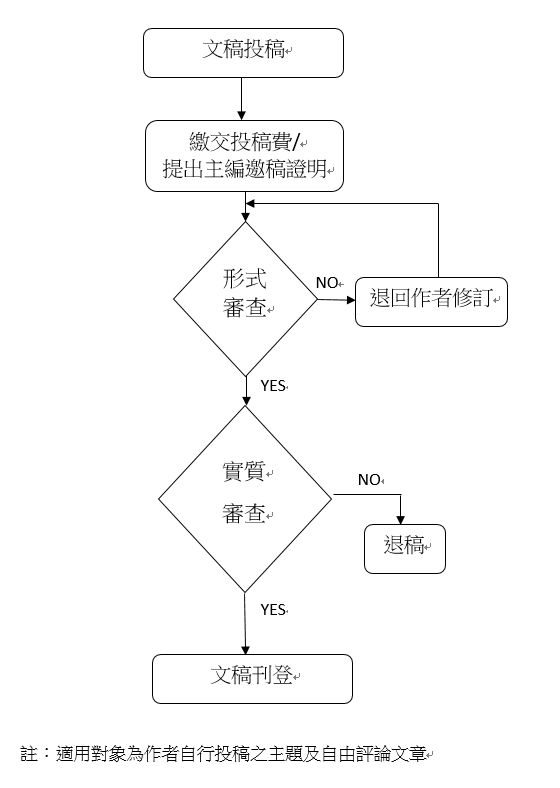 文稿投稿
繳交投稿費/
提出主編邀稿證明
形式
審查
NO
退回作者修訂
YES
實質
審查
NO
退稿
YES
文稿刊登
註：適用對象為作者自行投稿之主題及自由評論文章